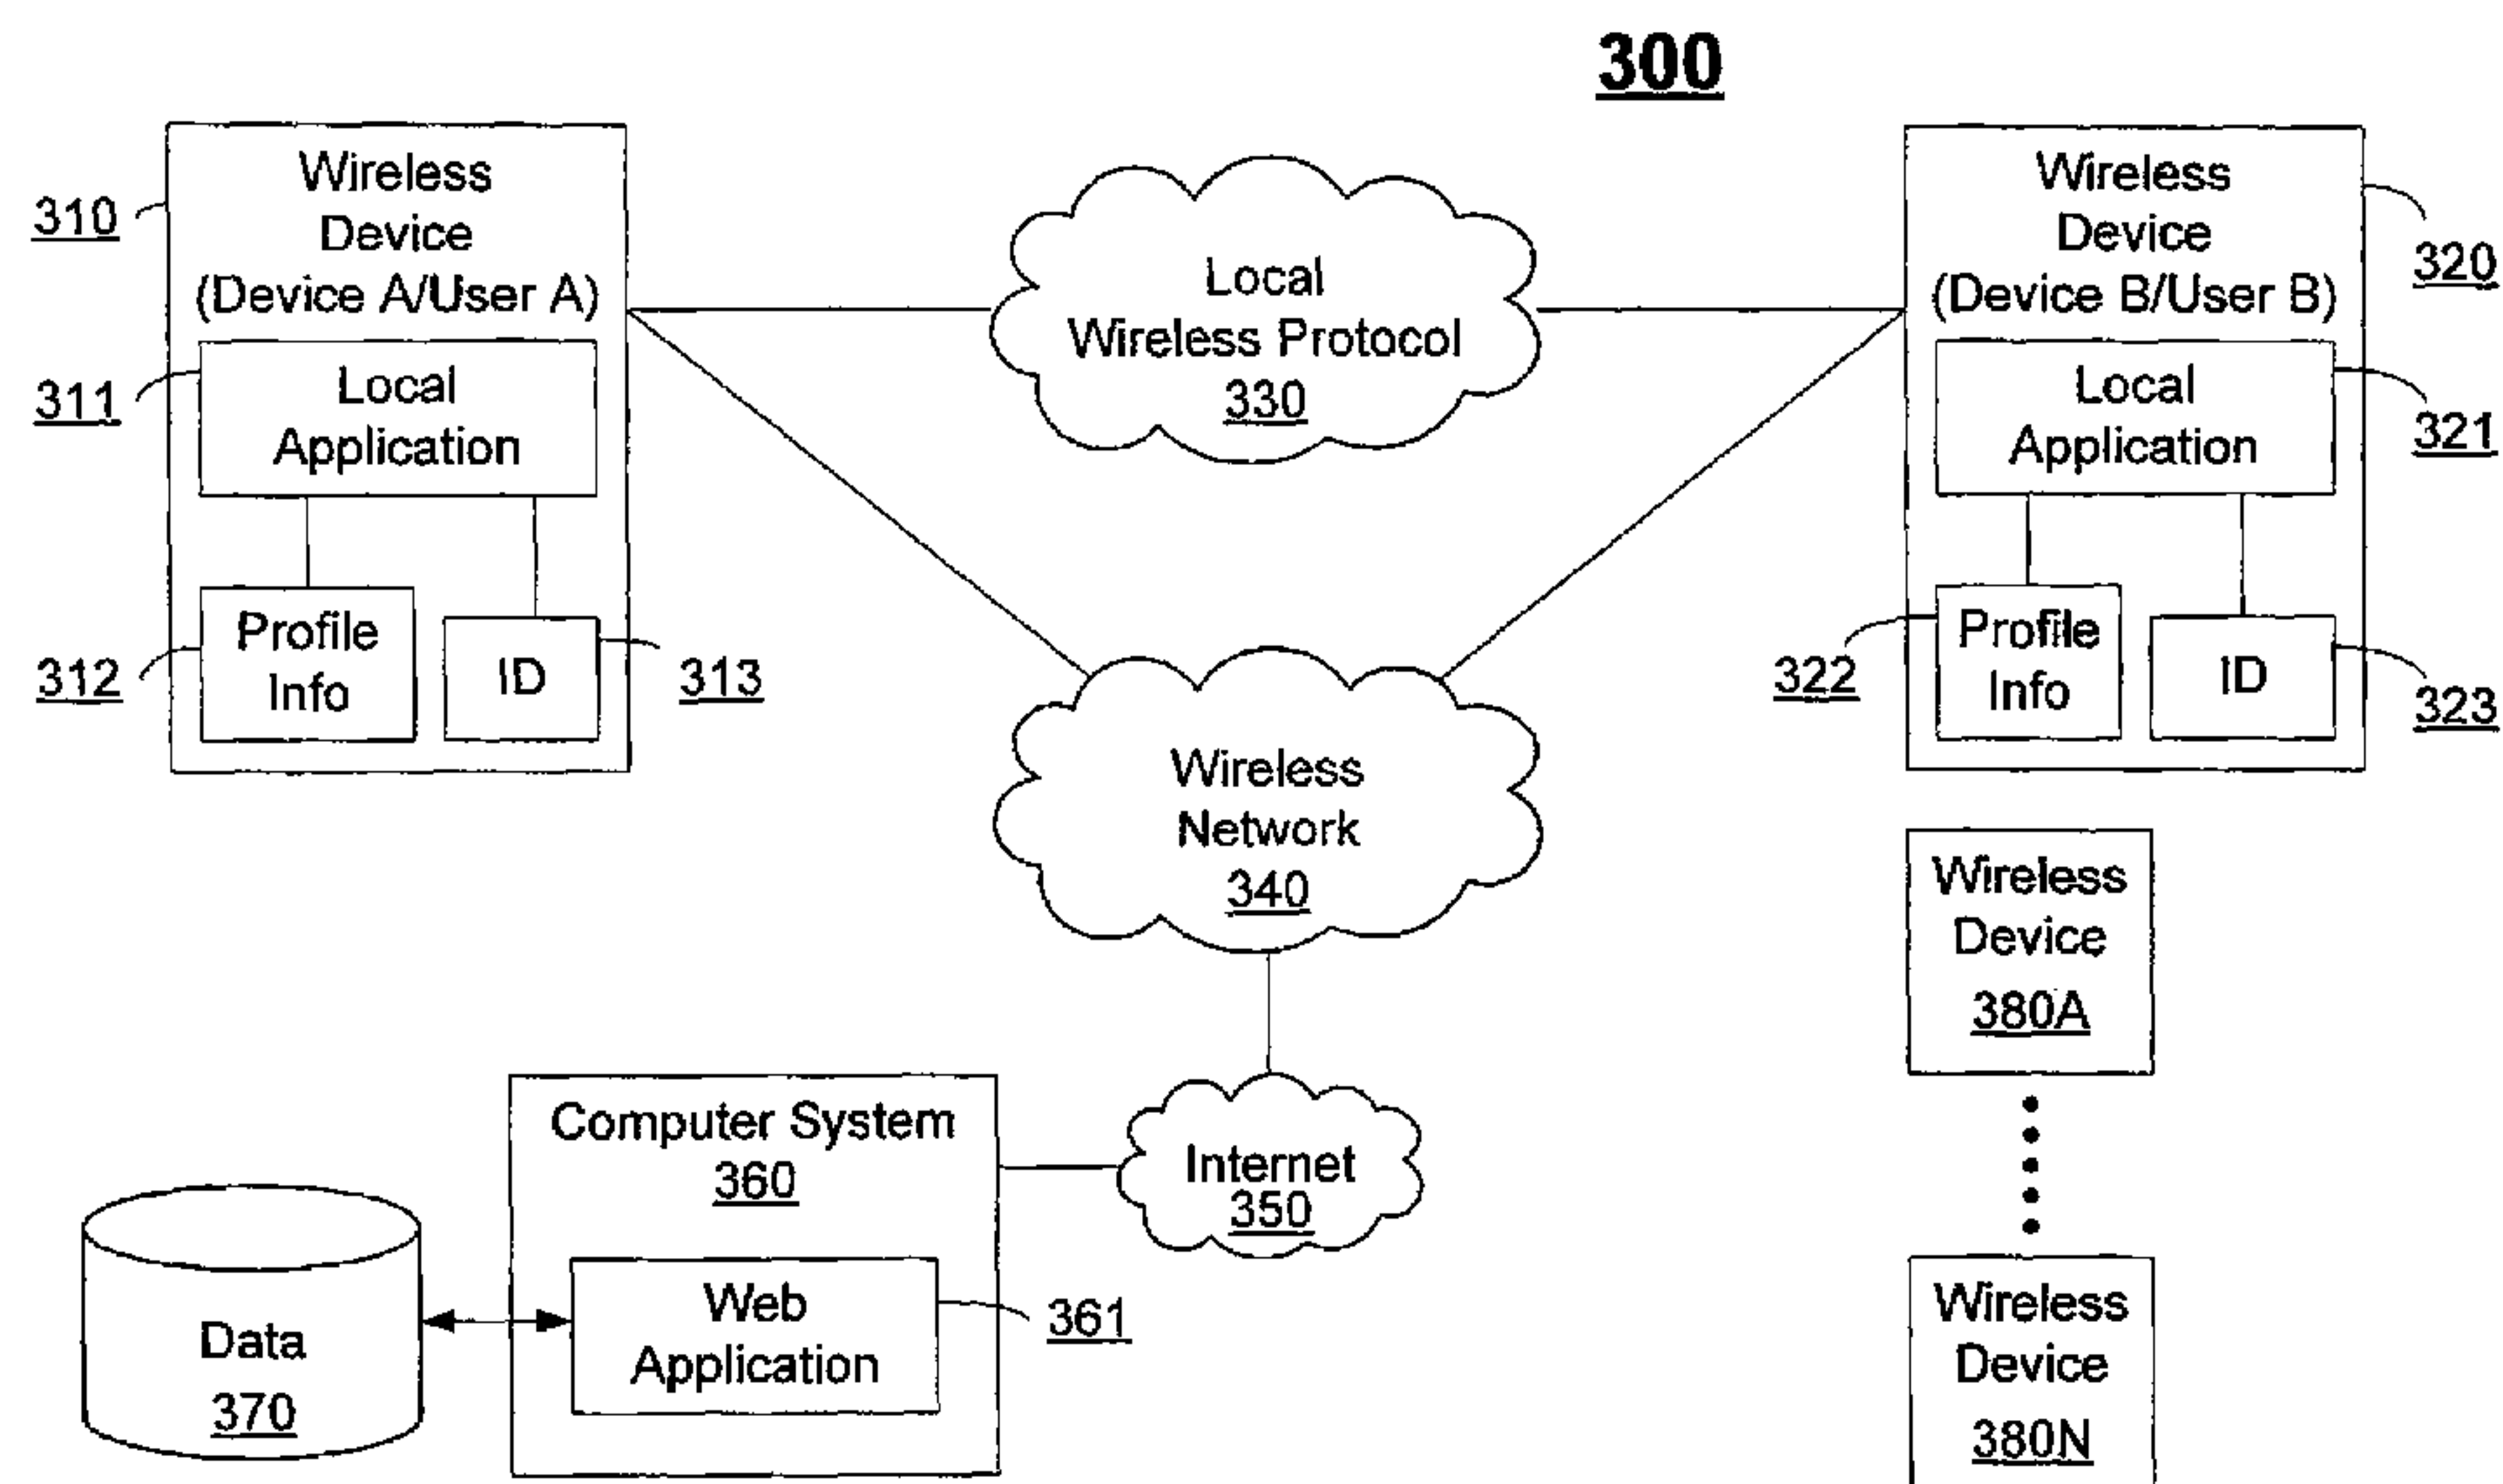 300
Wireless
Device
(Device A/User A)
310
Local
Application
311
Profile
Info
312
ID
313
Local
Wireless Protocol
330
Wireless
Device
(Device B/User B)
320
Local
Application
321
Profile
Info
322
ID
323
Wireless
Network
340
Wireless
Device
380A
Computer System
360
Internet
350
Web
Application
361
Data
370
Wireless
Device
380N